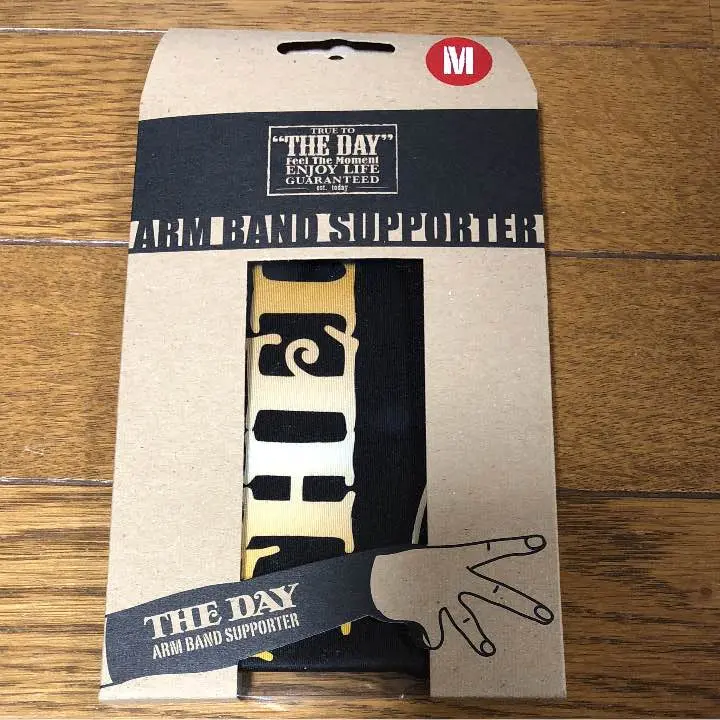 M
TRUE TO
"THE DAY"
Feel The Moment
ENJOY LIFE
GUARANTEED
est. today
ARM BAND SUPPORTER
THE DAY
ARM BAND SUPPORTER